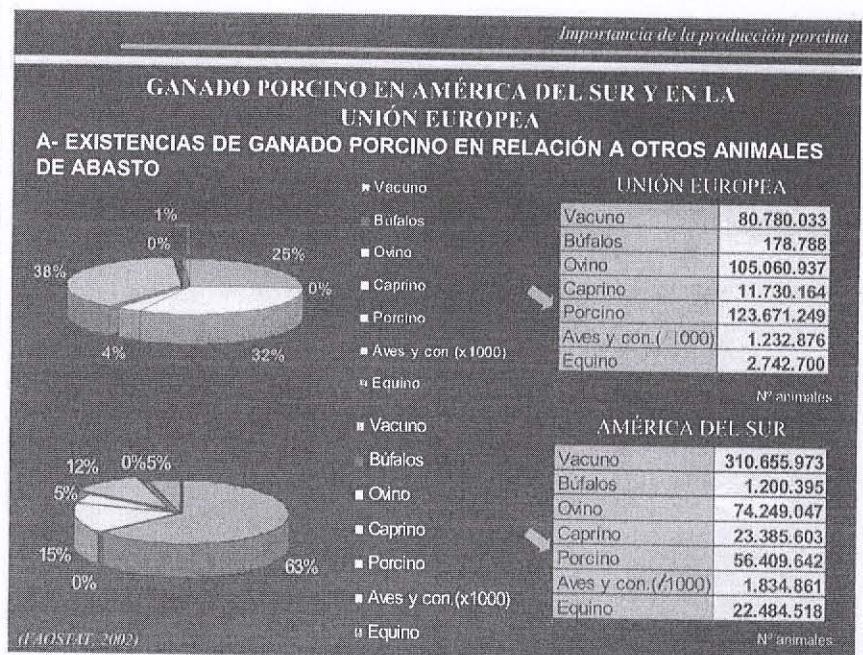 Importancia de la producción porcina
GANADO PORCINO EN AMÉRICA DEL SUR Y EN LA
UNIÓN EUROPEA
A- EXISTENCIAS DE GANADO PORCINO EN RELACIÓN A OTROS ANIMALES
DE ABASTO
1%
0%
25%
38%
0%
4%
32%
Vacuno
Búfalos
Ovino
Caprino
Porcino
Aves y con (x1000)
Equino
UNIÓN EUROPEA
Vacuno 80.780.033
Búfalos 178.788
Ovino 105.060.937
Caprino 11.730.164
Porcino 123.671.249
Aves y con.(/1000) 1.232.876
Equino 2.742.700
Nº animales
12%
0%
5%
5%
15%
0%
63%
Vacuno
Búfalos
Ovino
Caprino
Porcino
Aves y con.(x1000)
Equino
AMÉRICA DEL SUR
Vacuno 310.655.973
Búfalos 1.200.395
Ovino 74.249.047
Caprino 23.385.603
Porcino 56.409.642
Aves y con.(/1000) 1.834.861
Equino 22.484.518
Nº animales
(FAOSTAT, 2002)